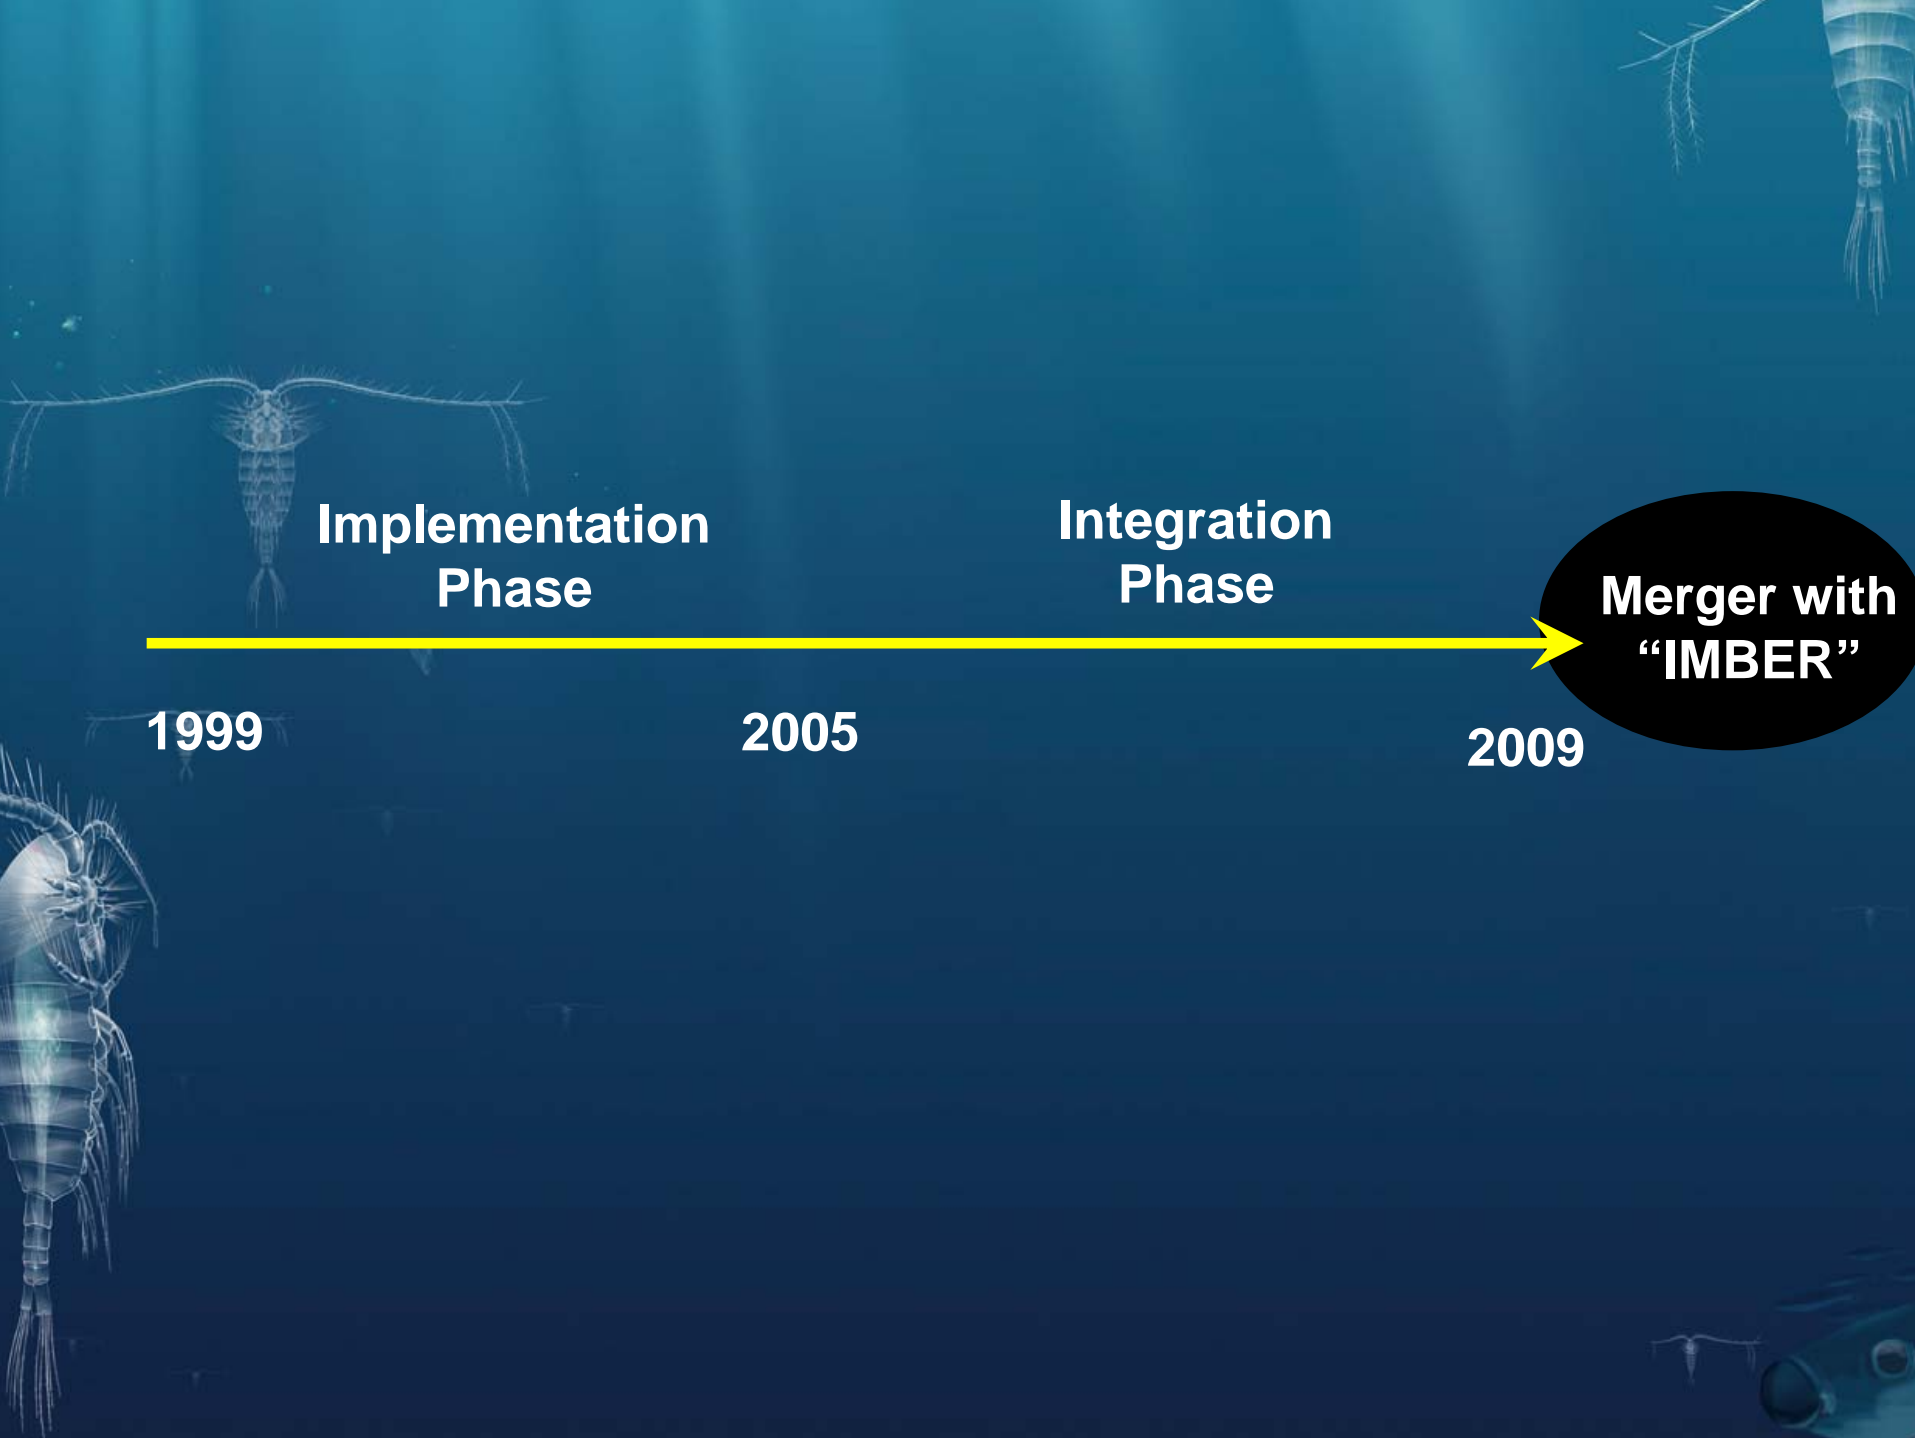 Implementation
Phase
Integration
Phase
Merger with
“IMBER”
1999
2005
2009